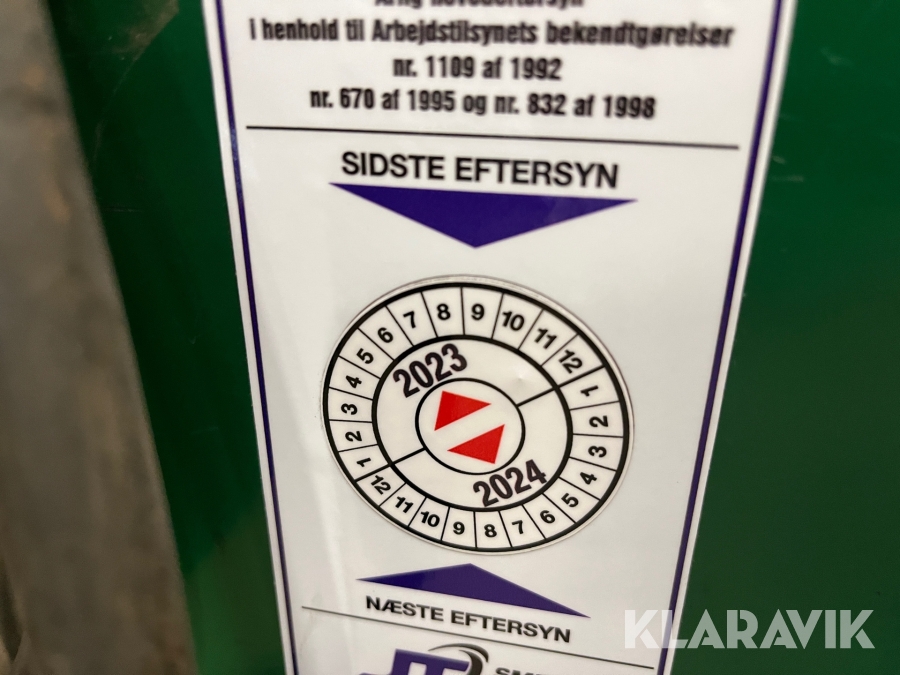 Årlig hovedeftersyn
i henhold til Arbejdstilsynets bekendtgørelser
nr. 1109 af 1992
nr. 670 af 1995 og nr. 832 af 1998
SIDSTE EFTERSYN
1 2 3 4 5 6 7 8 9 10 11 12
2023
1 2 3 4 5 6 7 8 9 10 11 12
2024
NÆSTE EFTERSYN
KLARAVIK